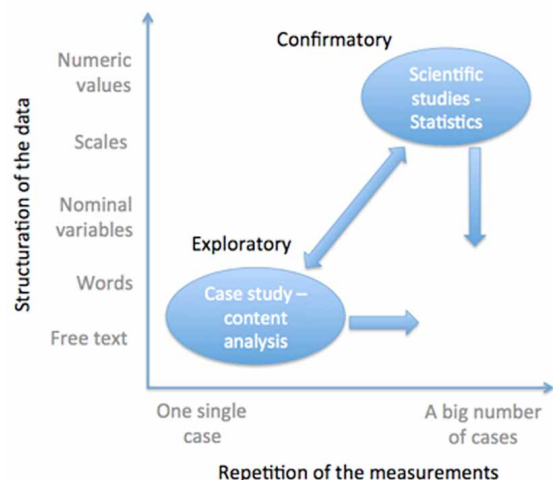 Confirmatory
Scientific
studies -
Statistics
Exploratory
Case study –
content
analysis
Structuration of the data
Numeric
values
Scales
Nominal
variables
Words
Free text
One single
case
A big number
of cases
Repetition of the measurements